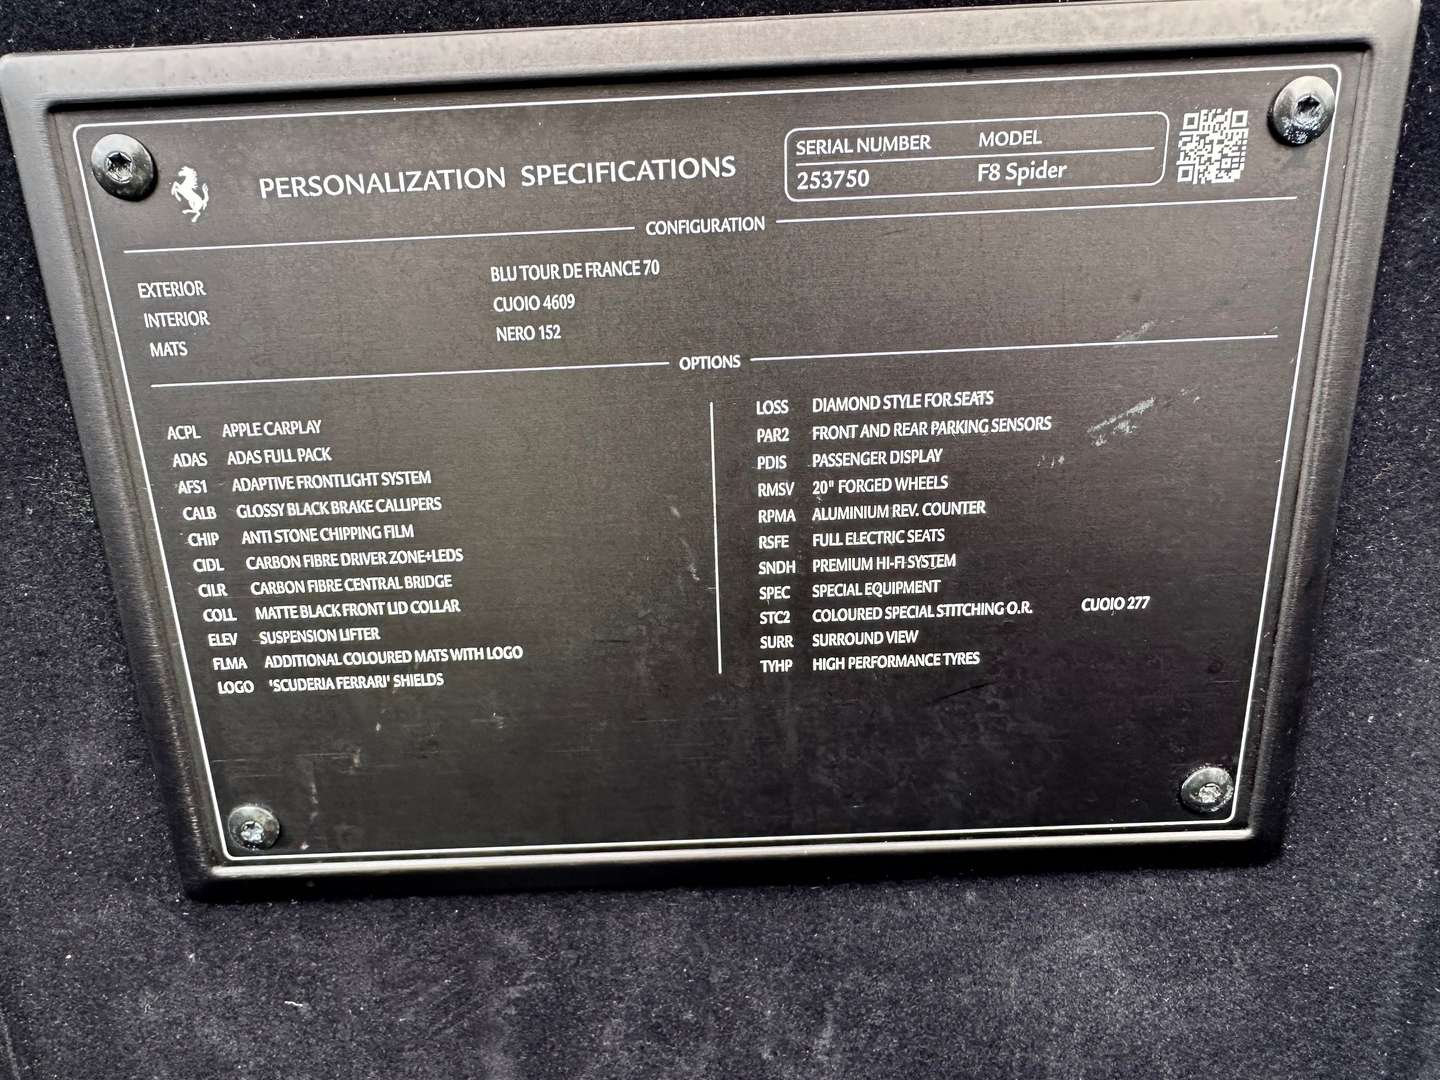 PERSONALIZATION SPECIFICATIONS
SERIAL NUMBER MODEL
253750 F8 Spider
CONFIGURATION
EXTERIOR BLU TOUR DE FRANCE 70
INTERIOR CUOIO 4609
MATS NERO 152
OPTIONS
ACPL APPLE CARPLAY
ADAS ADAS FULL PACK
AFS1 ADAPTIVE FRONTLIGHT SYSTEM
CALB GLOSSY BLACK BRAKE CALLIPERS
CHIP ANTI STONE CHIPPING FILM
CIDL CARBON FIBRE DRIVER ZONE+LEDS
CILR CARBON FIBRE CENTRAL BRIDGE
COLL MATTE BLACK FRONT LID COLLAR
ELEV SUSPENSION LIFTER
FLMA ADDITIONAL COLOURED MATS WITH LOGO
LOGO 'SCUDERIA FERRARI' SHIELDS
LOSS DIAMOND STYLE FOR SEATS
PAR2 FRONT AND REAR PARKING SENSORS
PDIS PASSENGER DISPLAY
RMSV 20" FORGED WHEELS
RPMA ALUMINIUM REV. COUNTER
RSFE FULL ELECTRIC SEATS
SNDH PREMIUM HI-FI SYSTEM
SPEC SPECIAL EQUIPMENT
STC2 COLOURED SPECIAL STITCHING O.R. CUOIO 277
SURR SURROUND VIEW
TYHP HIGH PERFORMANCE TYRES